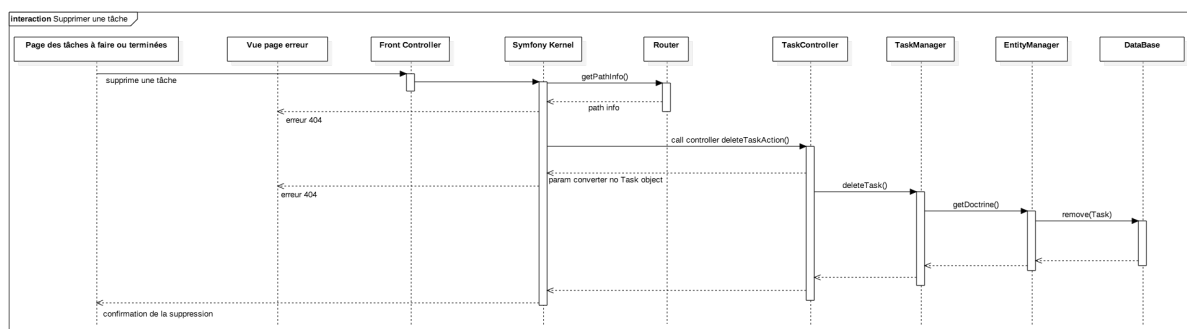 interaction Supprimer une tâche
Page des tâches à faire ou terminées
Vue page erreur
Front Controller
Symfony Kernel
Router
TaskController
TaskManager
EntityManager
DataBase
supprime une tâche
getPathInfo()
path info
erreur 404
call controller deleteTaskAction()
param converter no Task object
erreur 404
deleteTask()
getDoctrine()
remove(Task)
confirmation de la suppression